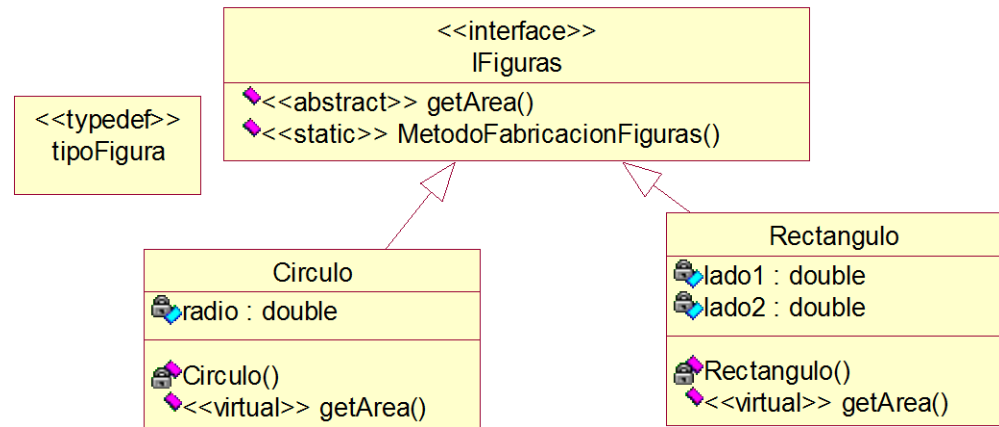 <<interface>>
IFiguras
<<abstract>> getArea()
<<static>> MetodoFabricacionFiguras()
<<typedef>>
tipoFigura
Circulo
radio : double
Circulo()
<<virtual>> getArea()
Rectangulo
lado1 : double
lado2 : double
Rectangulo()
<<virtual>> getArea()